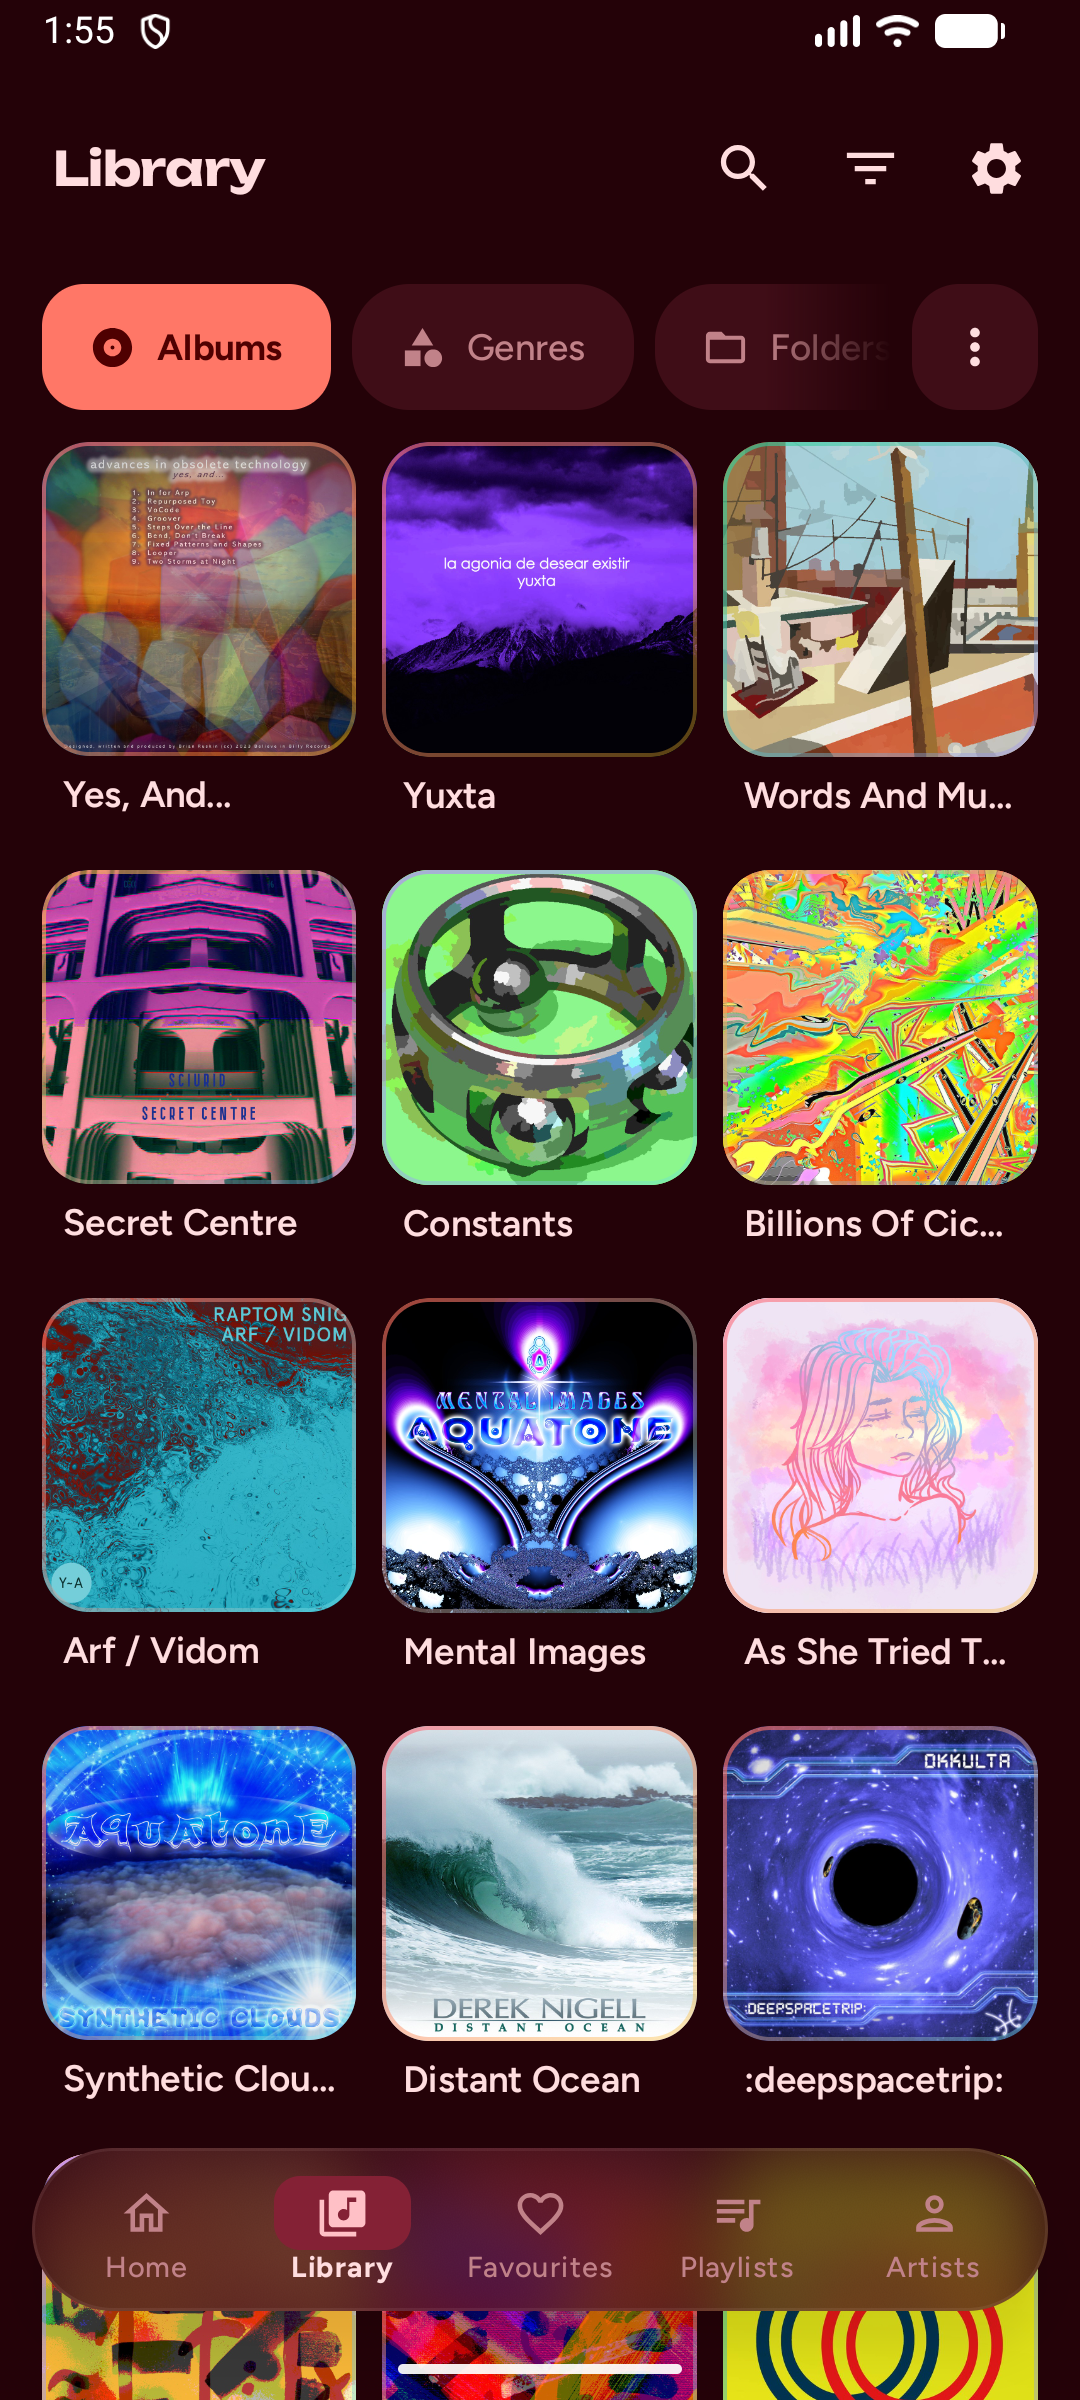 1:55
Library
Albums
Genres
Folders
advances in obsolete technology
yes, and...
1. In for Arp
2. Repurposed Toy
3. VoCode
4. Groover
5. Steps Over the Line
6. Bend, Don't Break
7. Fixed Patterns and Shapes
8. Looper
9. Two Storms at Night
la agonia de desear existir
yuxta
Yes, And...
Yuxta
Words And Mu...
SCIURID
SECRET CENTRE
Secret Centre
Constants
Billions Of Cic...
RAPTOM SNIG
ARF / VIDOM
Y-A
MENTAL IMAGES
AQUATONE
Arf / Vidom
Mental Images
As She Tried T...
AquAtonE
SYNTHETIC CLOUDS
DEREK NIGELL
DISTANT OCEAN
OKKULTA
:DEEPSPACETRIP:
Synthetic Clou...
Distant Ocean
:deepspacetrip:
Home
Library
Favourites
Playlists
Artists